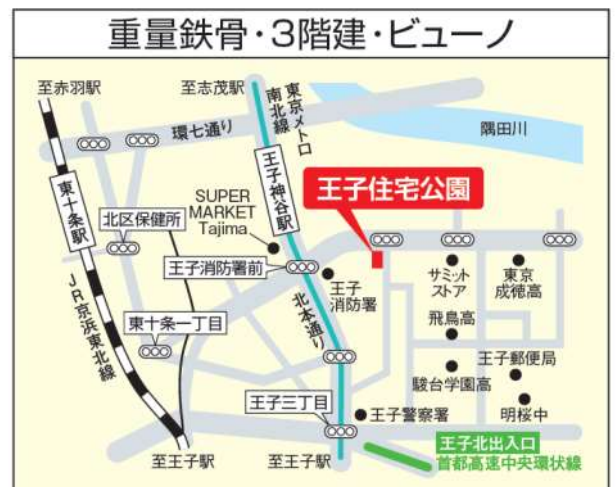 重量鉄骨・3階建・ビューノ
至赤羽駅
至志茂駅
東京メトロ
南北線
隅田川
環七通り
王子神谷駅
王子住宅公園
SUPER
MARKET
Tajima
東十条駅
北区保健所
王子消防署前
王子
消防署
サミット
ストア
東京
成徳高
JR京浜東北線
北本通り
飛鳥高
東十条一丁目
王子郵便局
駿台学園高
王子三丁目
王子警察署
明桜中
王子北出入口
首都高速中央環状線
至王子駅
至王子駅